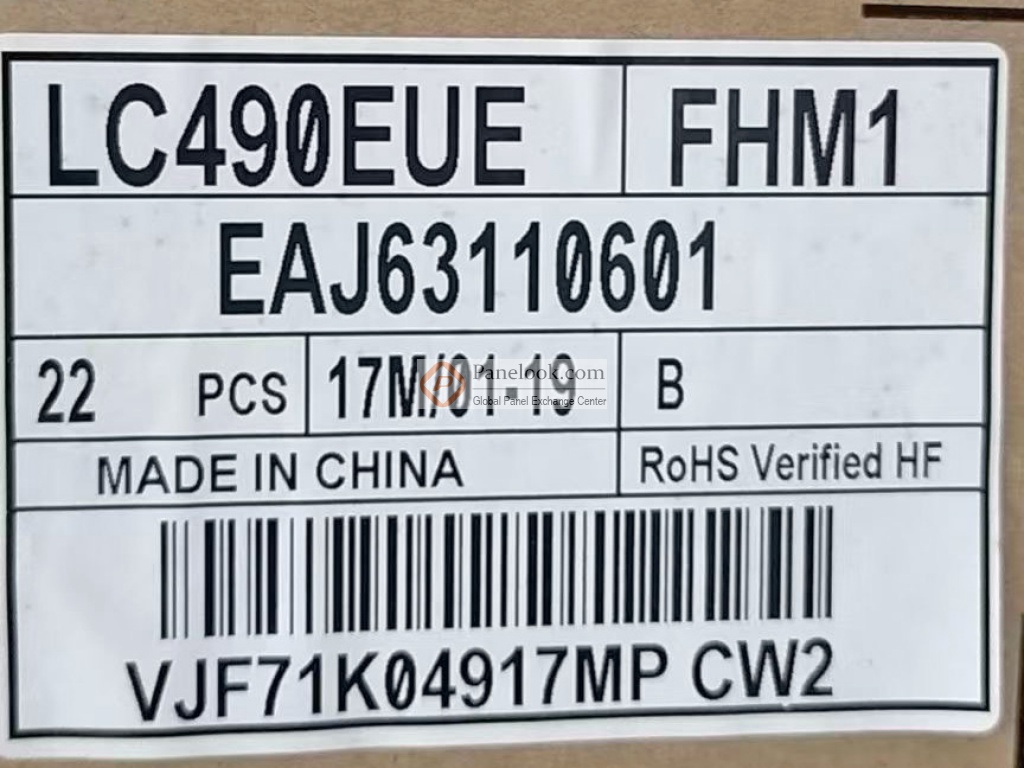 LC490EUE FHM1
EAJ63110601
22 PCS 17M/01-19 B
Panelook.com
Global Panel Exchange Center
MADE IN CHINA RoHS Verified HF
VJF71K04917MP CW2